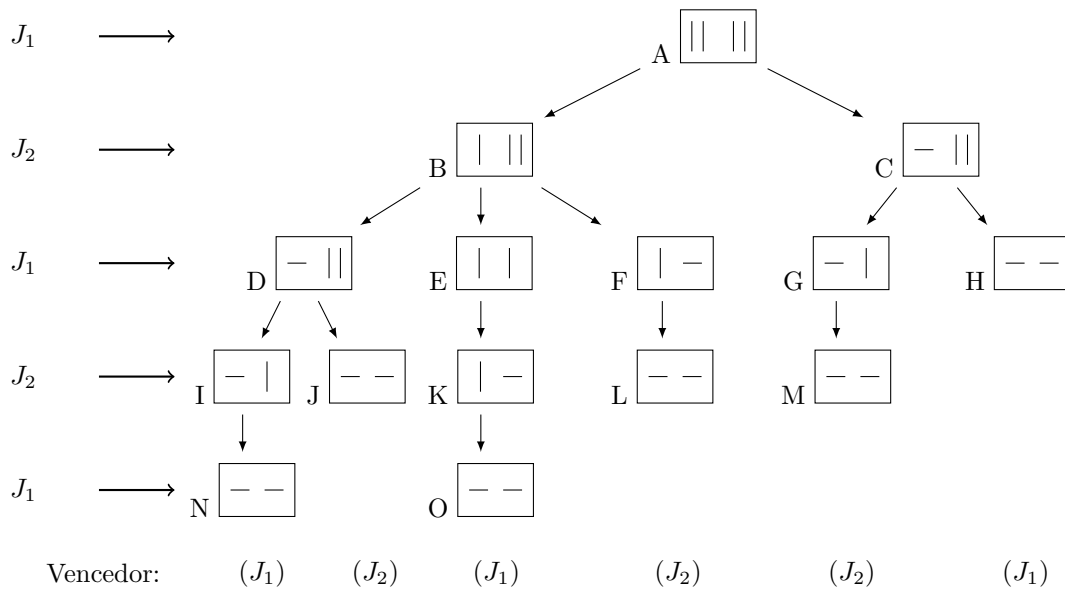 J₁ A
J₂ B C
J₁ D E F G H
J₂ I J K L M
J₁ N O
Vencedor: (J₁) (J₂) (J₁) (J₂) (J₂) (J₁)